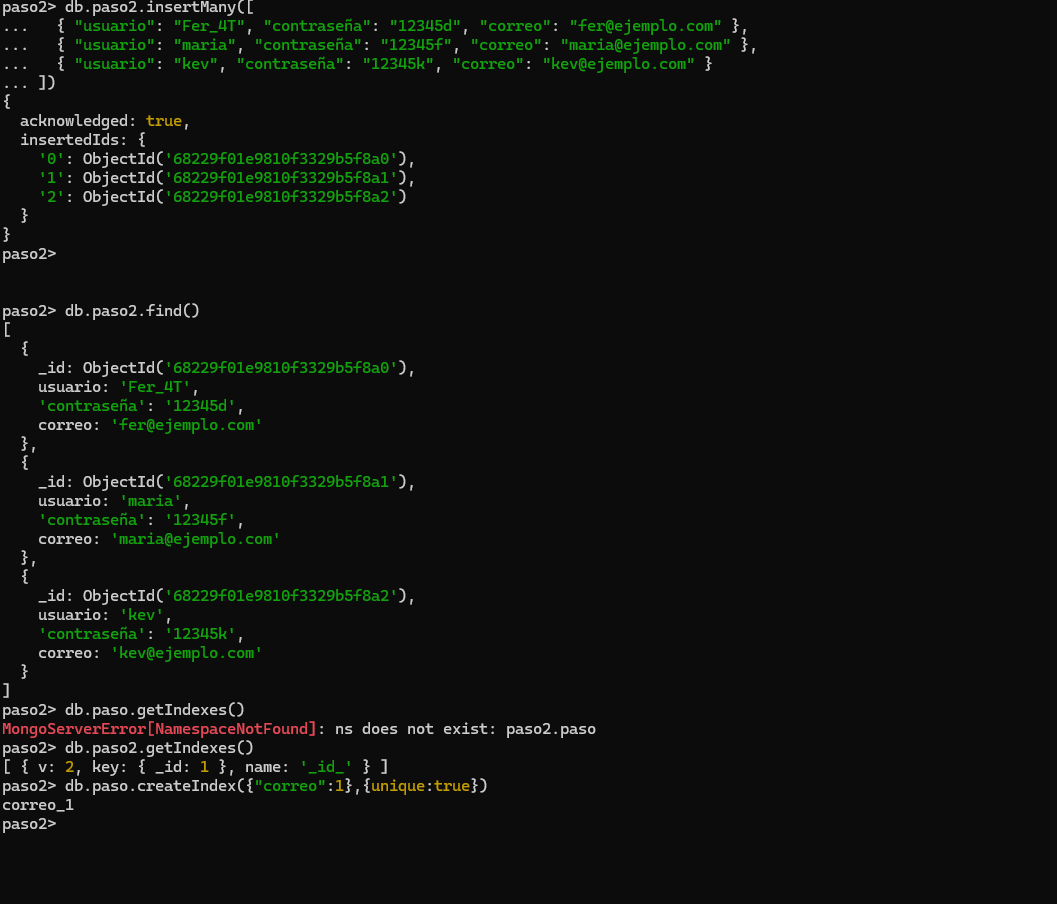 paso2> db.paso2.insertMany([
...   { "usuario": "Fer_4T", "contraseña": "12345d", "correo": "fer@ejemplo.com" },
...   { "usuario": "maria", "contraseña": "12345f", "correo": "maria@ejemplo.com" },
...   { "usuario": "kev", "contraseña": "12345k", "correo": "kev@ejemplo.com" }
... ])
{
  acknowledged: true,
  insertedIds: {
    '0': ObjectId('68229f01e9810f3329b5f8a0'),
    '1': ObjectId('68229f01e9810f3329b5f8a1'),
    '2': ObjectId('68229f01e9810f3329b5f8a2')
  }
}
paso2>
paso2> db.paso2.find()
[
  {
    _id: ObjectId('68229f01e9810f3329b5f8a0'),
    usuario: 'Fer_4T',
    'contraseña': '12345d',
    correo: 'fer@ejemplo.com'
  },
  {
    _id: ObjectId('68229f01e9810f3329b5f8a1'),
    usuario: 'maria',
    'contraseña': '12345f',
    correo: 'maria@ejemplo.com'
  },
  {
    _id: ObjectId('68229f01e9810f3329b5f8a2'),
    usuario: 'kev',
    'contraseña': '12345k',
    correo: 'kev@ejemplo.com'
  }
]
paso2> db.paso.getIndexes()
MongoServerError[NamespaceNotFound]: ns does not exist: paso2.paso
paso2> db.paso2.getIndexes()
[ { v: 2, key: { _id: 1 }, name: '_id_' } ]
paso2> db.paso.createIndex({"correo":1},{unique:true})
correo_1
paso2>